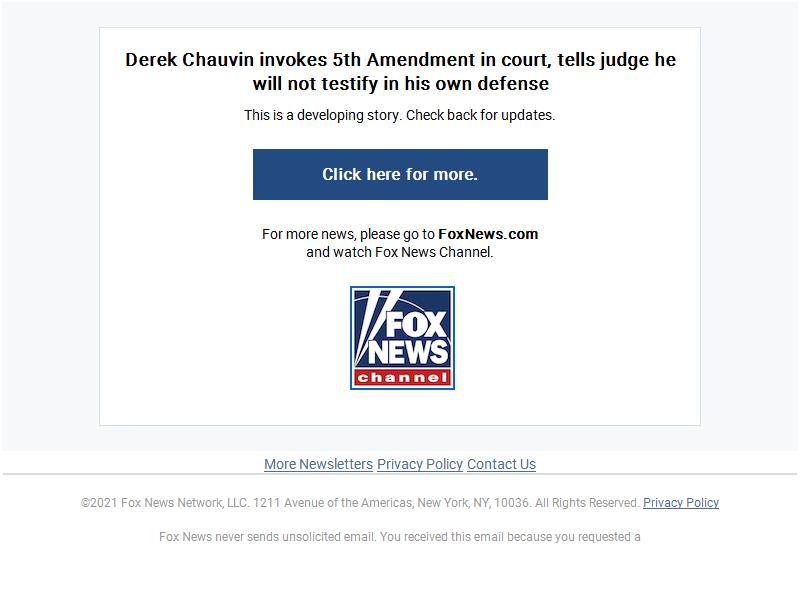 Derek Chauvin invokes 5th Amendment in court, tells judge he
will not testify in his own defense
This is a developing story. Check back for updates.
Click here for more.
For more news, please go to FoxNews.com
and watch Fox News Channel.
FOX
NEWS
channel
More Newsletters Privacy Policy Contact Us
©2021 Fox News Network, LLC. 1211 Avenue of the Americas, New York, NY, 10036. All Rights Reserved. Privacy Policy
Fox News never sends unsolicited email. You received this email because you requested a